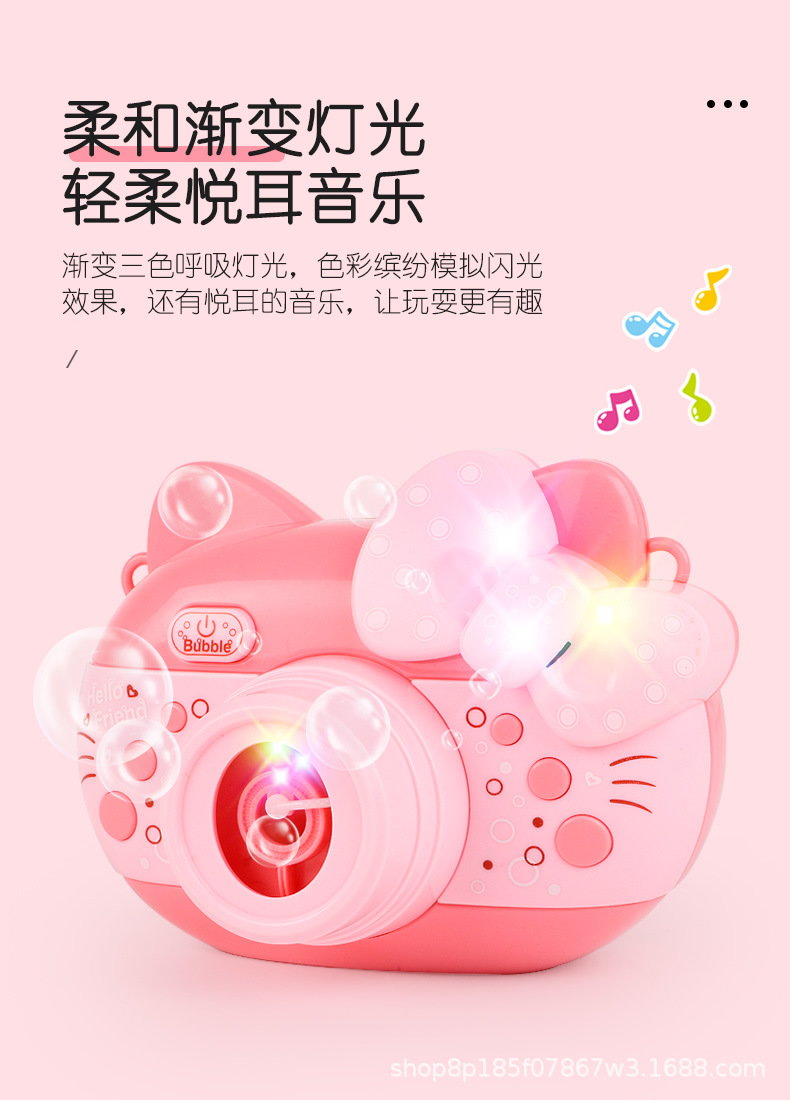 柔和渐变灯光
轻柔悦耳音乐
渐变三色呼吸灯光，色彩缤纷模拟闪光
效果，还有悦耳的音乐，让玩耍更有趣
/
Bubble
Hello
Friend
shop8p185f07867w3.1688.com